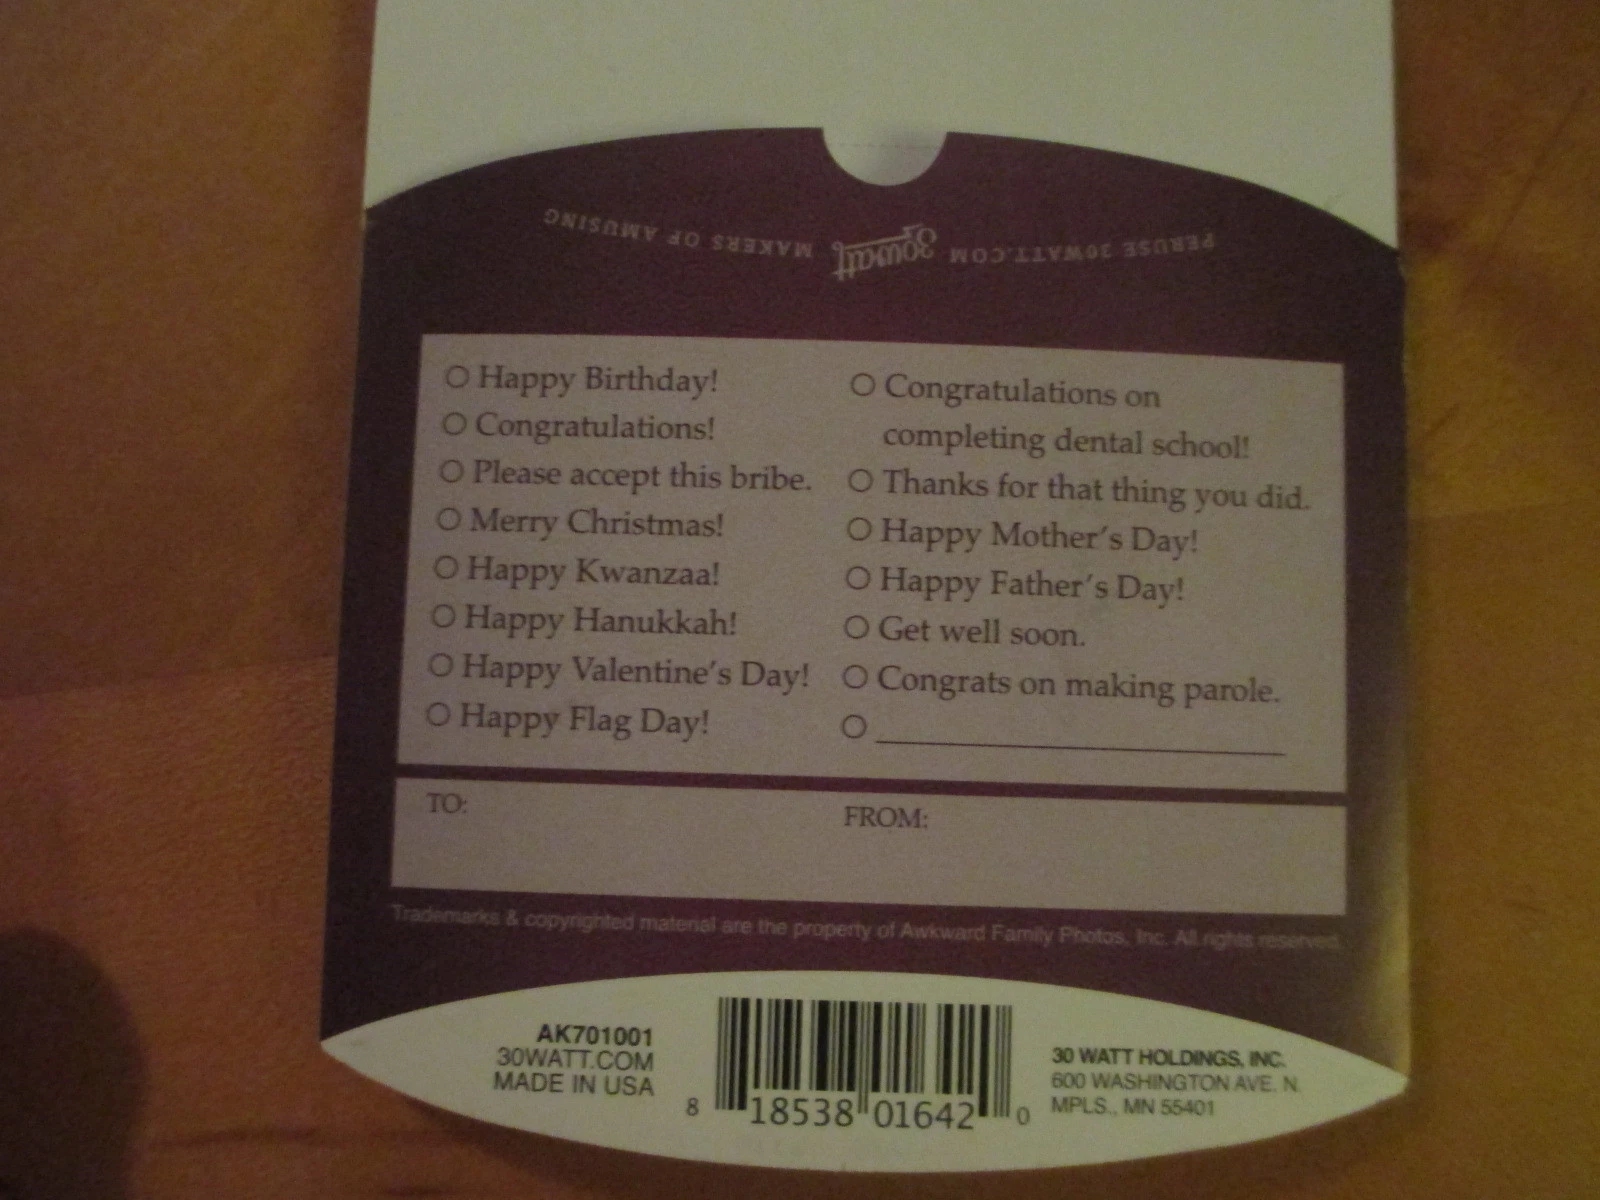 PERUSE 30WATT.COM 30watt MAKERS OF AMUSING
Happy Birthday!
Congratulations!
Please accept this bribe.
Merry Christmas!
Happy Kwanzaa!
Happy Hanukkah!
Happy Valentine's Day!
Happy Flag Day!
Congratulations on
completing dental school!
Thanks for that thing you did.
Happy Mother's Day!
Happy Father's Day!
Get well soon.
Congrats on making parole.
TO:
FROM:
Trademarks & copyrighted material are the property of Awkward Family Photos, Inc. All rights reserved.
AK701001
30WATT.COM
MADE IN USA
8 18538 01642 0
30 WATT HOLDINGS, INC.
600 WASHINGTON AVE. N.
MPLS., MN 55401